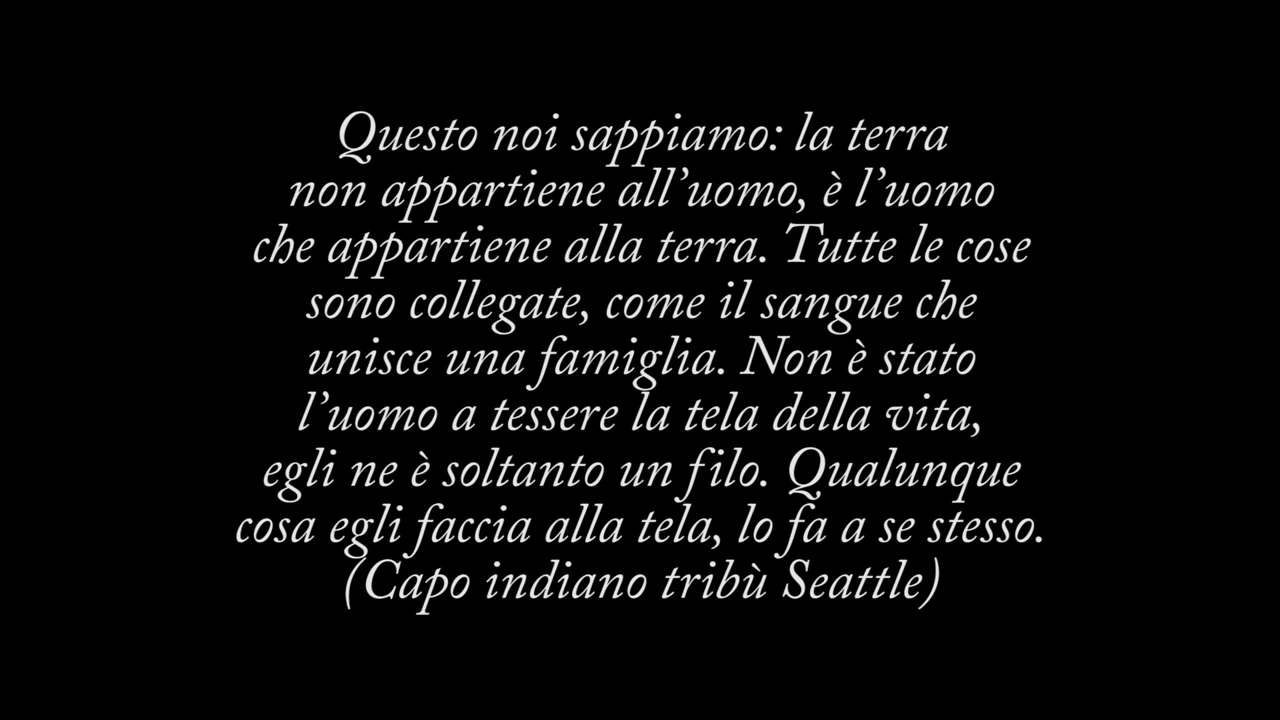 Questo noi sappiamo: la terra
non appartiene all’uomo, è l’uomo
che appartiene alla terra. Tutte le cose
sono collegate, come il sangue che
unisce una famiglia. Non è stato
l’uomo a tessere la tela della vita,
egli ne è soltanto un filo. Qualunque
cosa egli faccia alla tela, lo fa a se stesso.
(Capo indiano tribù Seattle)